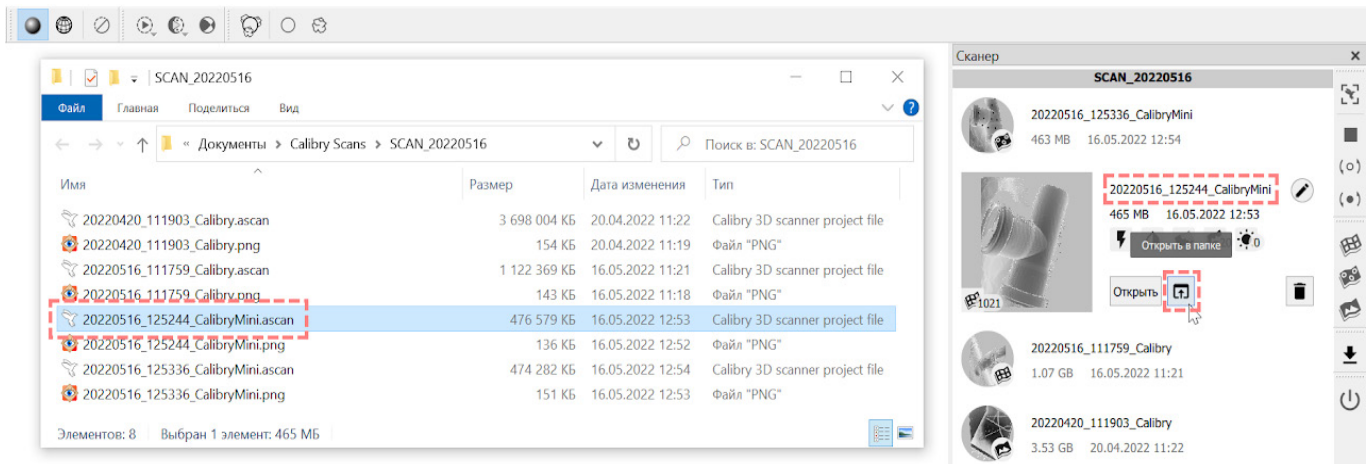 SCAN_20220516
Файл Главная Поделиться Вид
« Документы > Calibry Scans > SCAN_20220516
Поиск в: SCAN_20220516
Имя Размер Дата изменения Тип
20220420_111903_Calibry.ascan 3 698 004 КБ 20.04.2022 11:22 Calibry 3D scanner project file
20220420_111903_Calibry.png 154 КБ 20.04.2022 11:19 Файл "PNG"
20220516_111759_Calibry.ascan 1 122 369 КБ 16.05.2022 11:21 Calibry 3D scanner project file
20220516_111759_Calibry.png 143 КБ 16.05.2022 11:18 Файл "PNG"
20220516_125244_CalibryMini.ascan 476 579 КБ 16.05.2022 12:53 Calibry 3D scanner project file
20220516_125244_CalibryMini.png 136 КБ 16.05.2022 12:52 Файл "PNG"
20220516_125336_CalibryMini.ascan 474 282 КБ 16.05.2022 12:54 Calibry 3D scanner project file
20220516_125336_CalibryMini.png 151 КБ 16.05.2022 12:53 Файл "PNG"
Элементов: 8 Выбран 1 элемент: 465 МБ
Сканер
SCAN_20220516
20220516_125336_CalibryMini
463 MB 16.05.2022 12:54
20220516_125244_CalibryMini
465 MB 16.05.2022 12:53
Открыть в папке
0
1021
Открыть
20220516_111759_Calibry
1.07 GB 16.05.2022 11:21
20220420_111903_Calibry
3.53 GB 20.04.2022 11:22